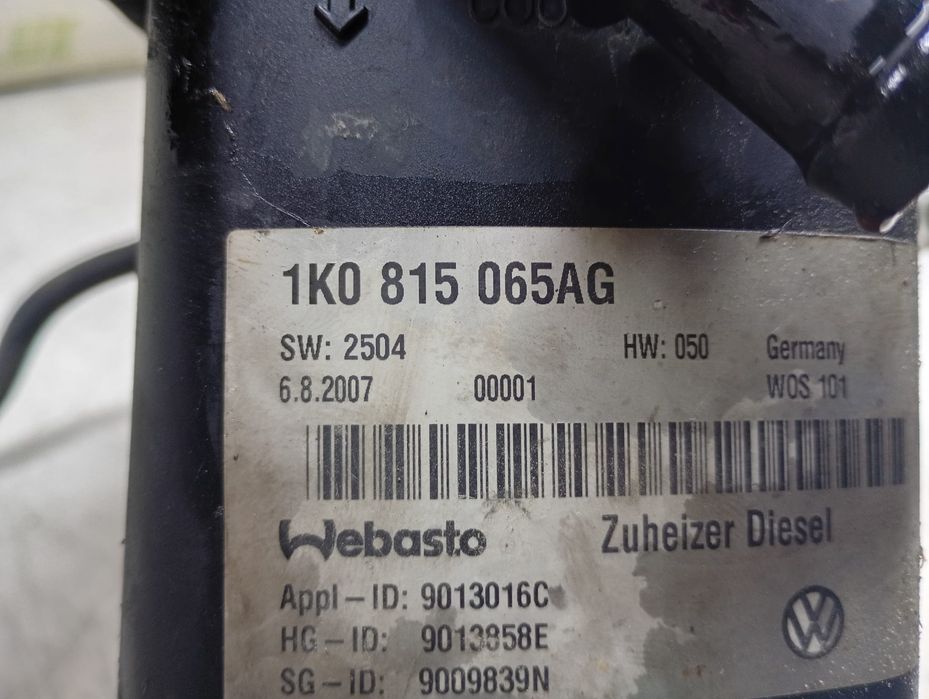 1K0 815 065AG
SW: 2504 HW: 050 Germany
6.8.2007 00001 WOS 101
Webasto Zuheizer Diesel
Appl-ID: 9013016C
HG-ID: 9013858E
SG-ID: 9009839N